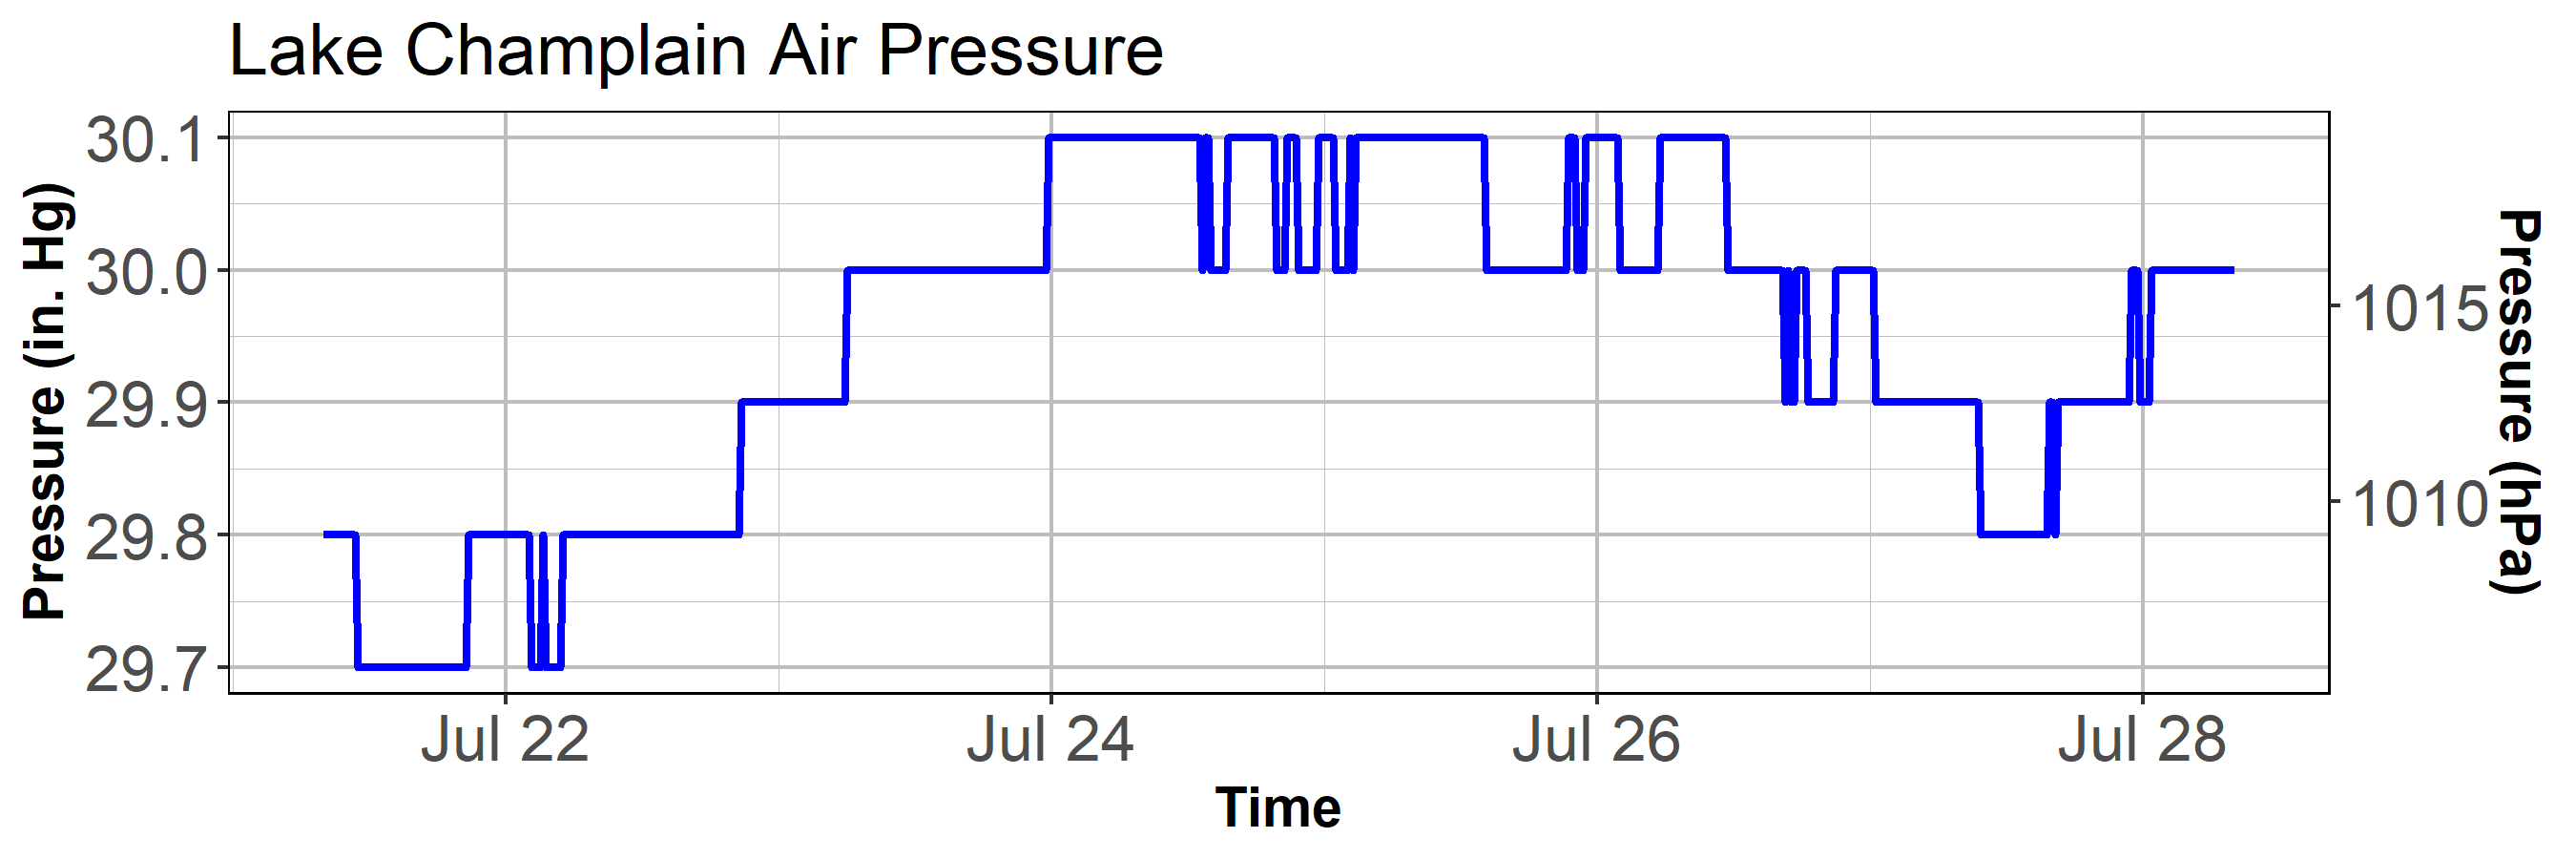 Lake Champlain Air Pressure
Pressure (in. Hg)
30.1
30.0
29.9
29.8
29.7
1015
1010
Pressure (hPa)
Jul 22 Jul 24 Jul 26 Jul 28
Time